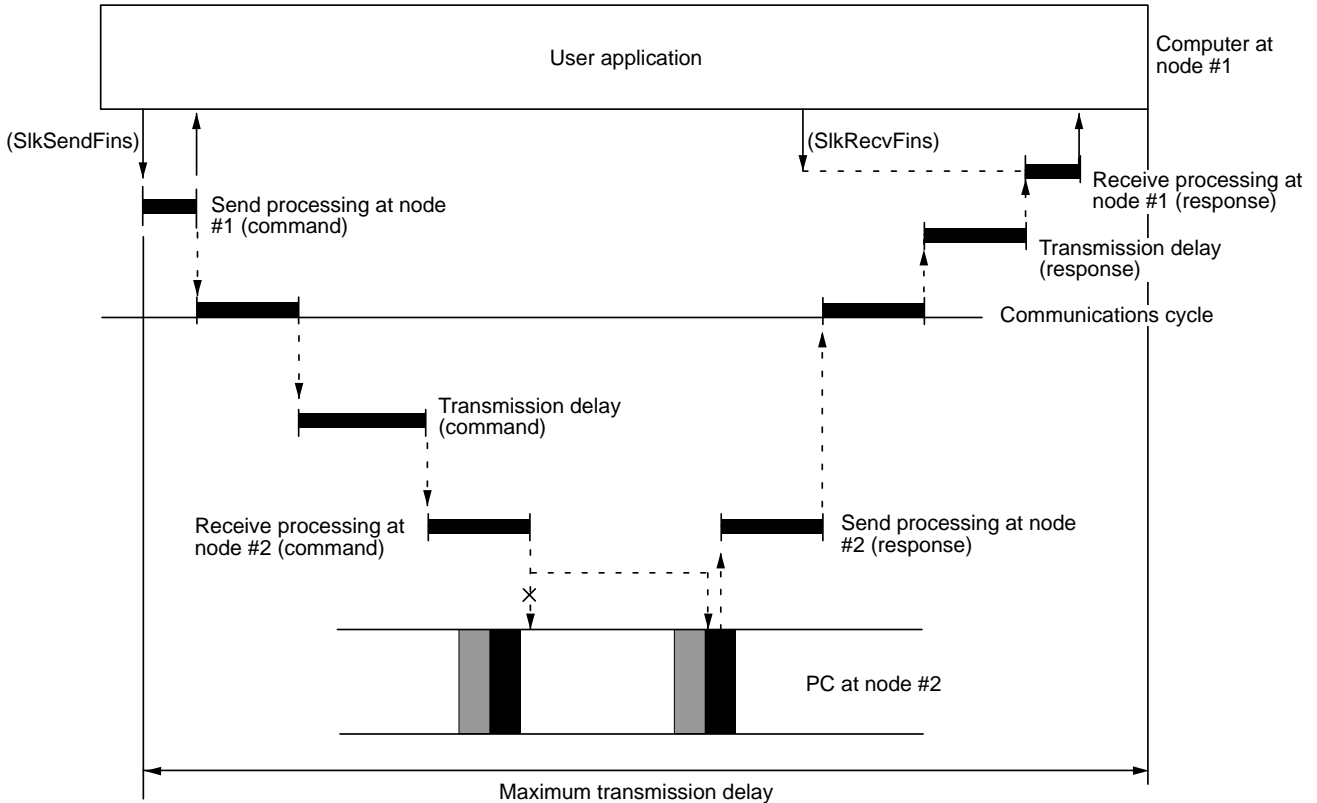 User application
Computer at
node #1
(SlkSendFins)
(SlkRecvFins)
Send processing at node
#1 (command)
Receive processing at
node #1 (response)
Transmission delay
(response)
Communications cycle
Transmission delay
(command)
Receive processing at
node #2 (command)
Send processing at node
#2 (response)
PC at node #2
Maximum transmission delay